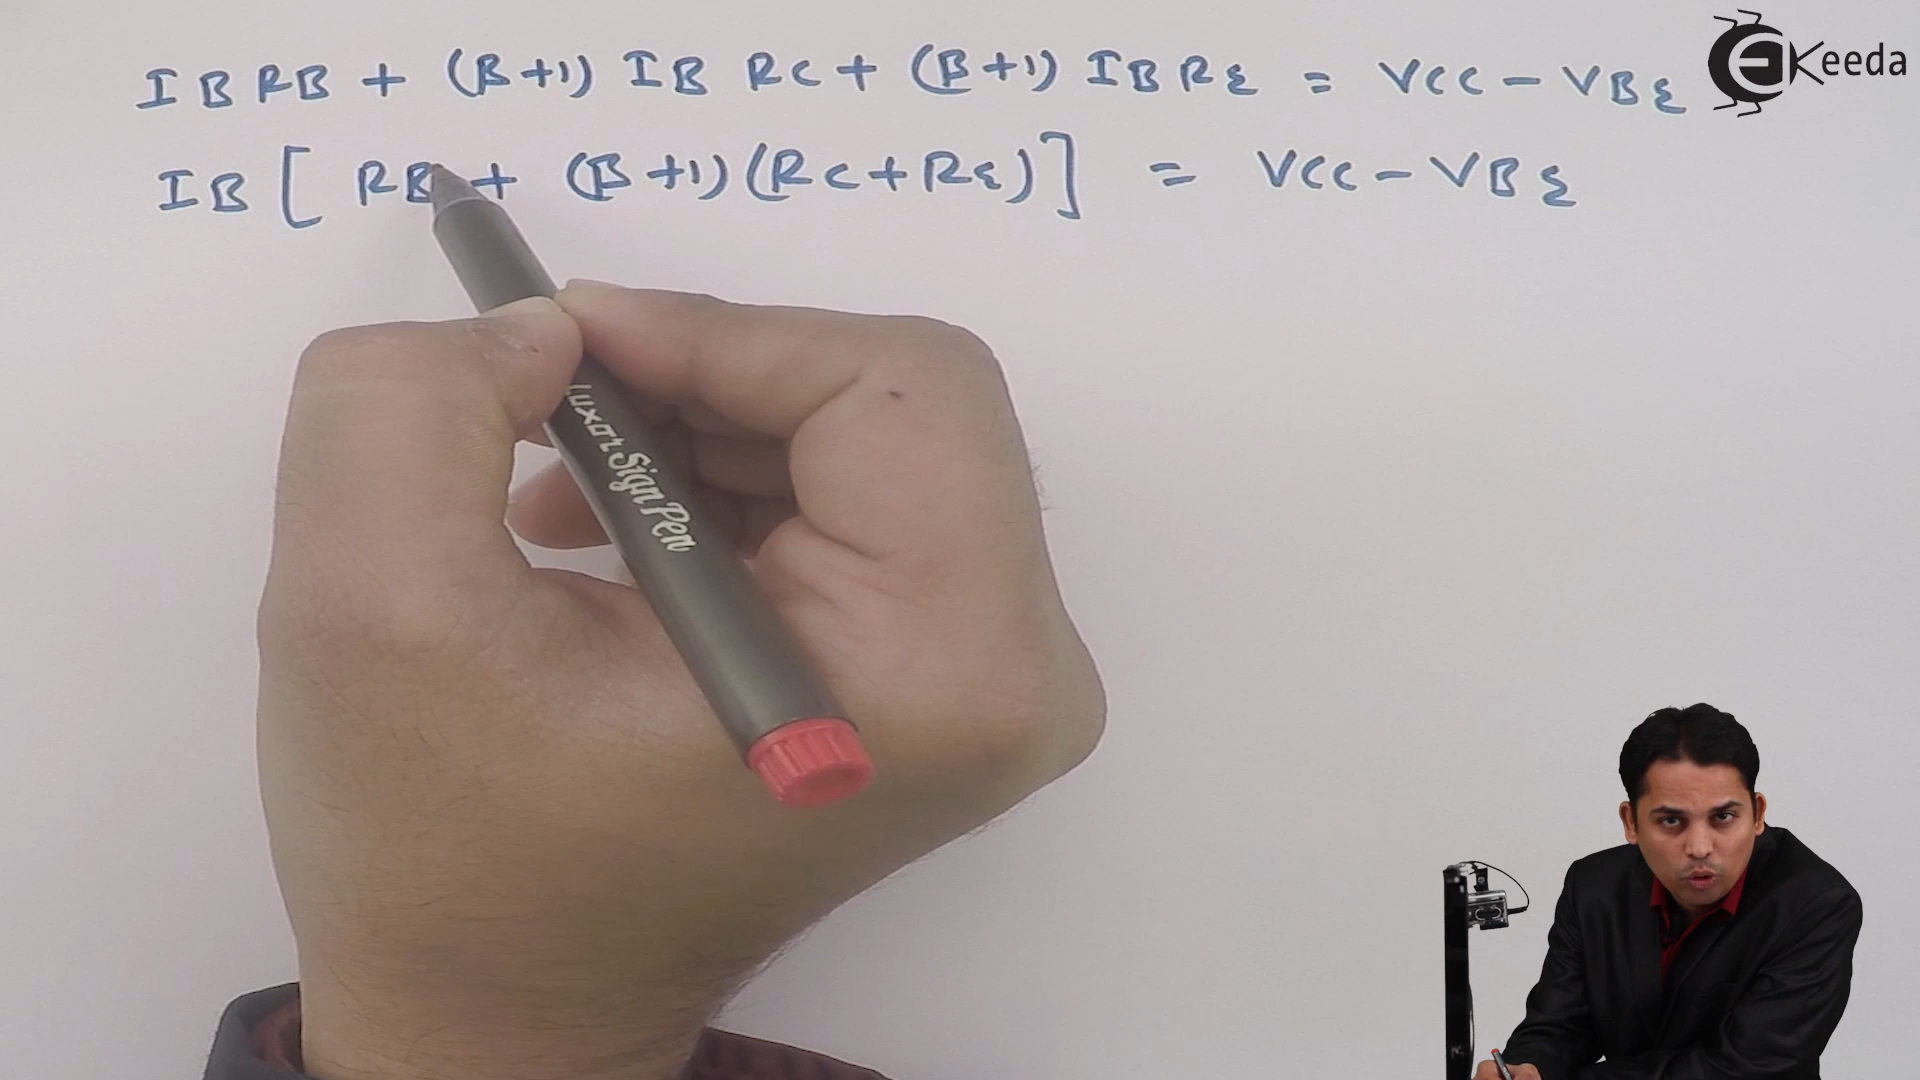 IB RB + (β+1) IB RC + (β+1) IB RE = VCC - VBE
IB [ RB + (β+1)(RC+RE) ] = VCC - VBE
EKeeda
Luxor Sign Pen